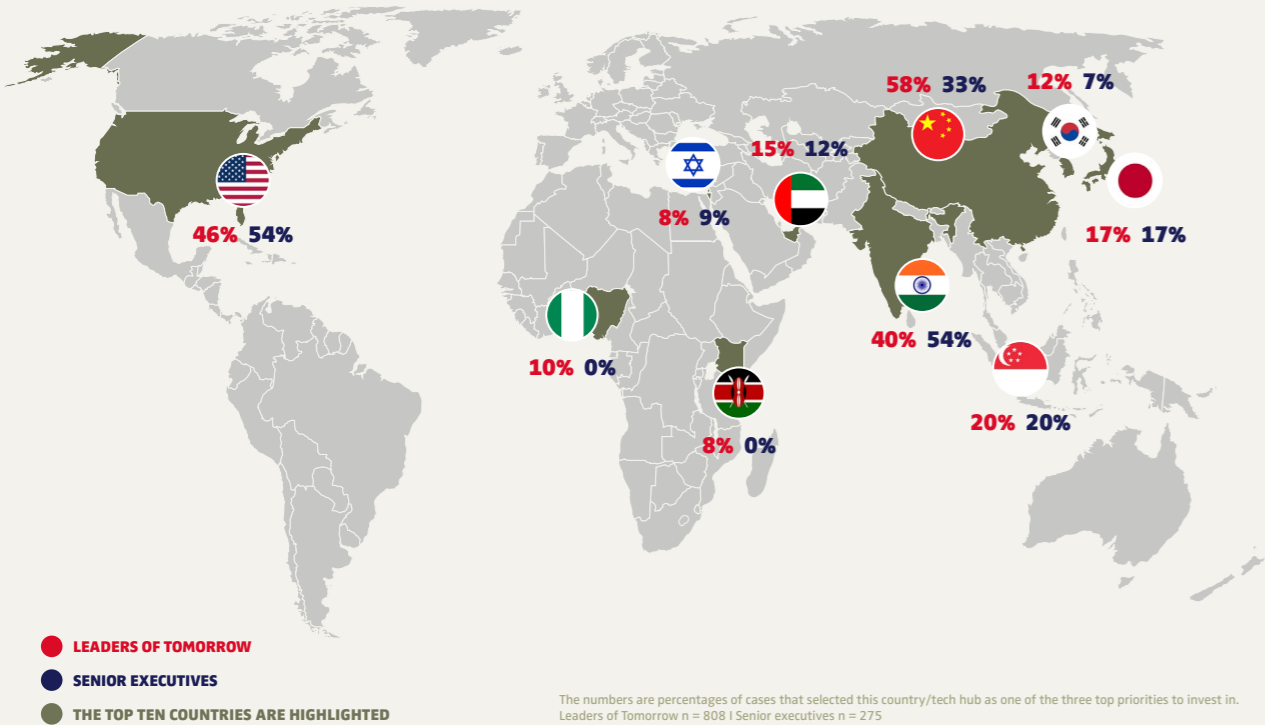 58% 33%
12% 7%
15% 12%
8% 9%
46% 54%
17% 17%
40% 54%
10% 0%
20% 20%
8% 0%
LEADERS OF TOMORROW
SENIOR EXECUTIVES
THE TOP TEN COUNTRIES ARE HIGHLIGHTED
The numbers are percentages of cases that selected this country/tech hub as one of the three top priorities to invest in.
Leaders of Tomorrow n = 808 I Senior executives n = 275